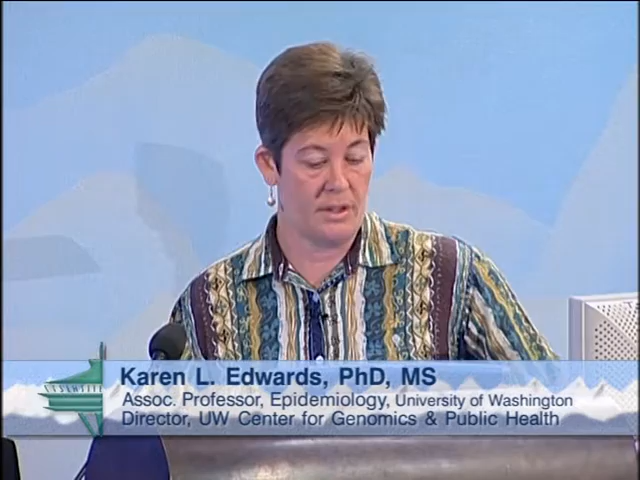 Karen L. Edwards, PhD, MS
Assoc. Professor, Epidemiology, University of Washington
Director, UW Center for Genomics & Public Health